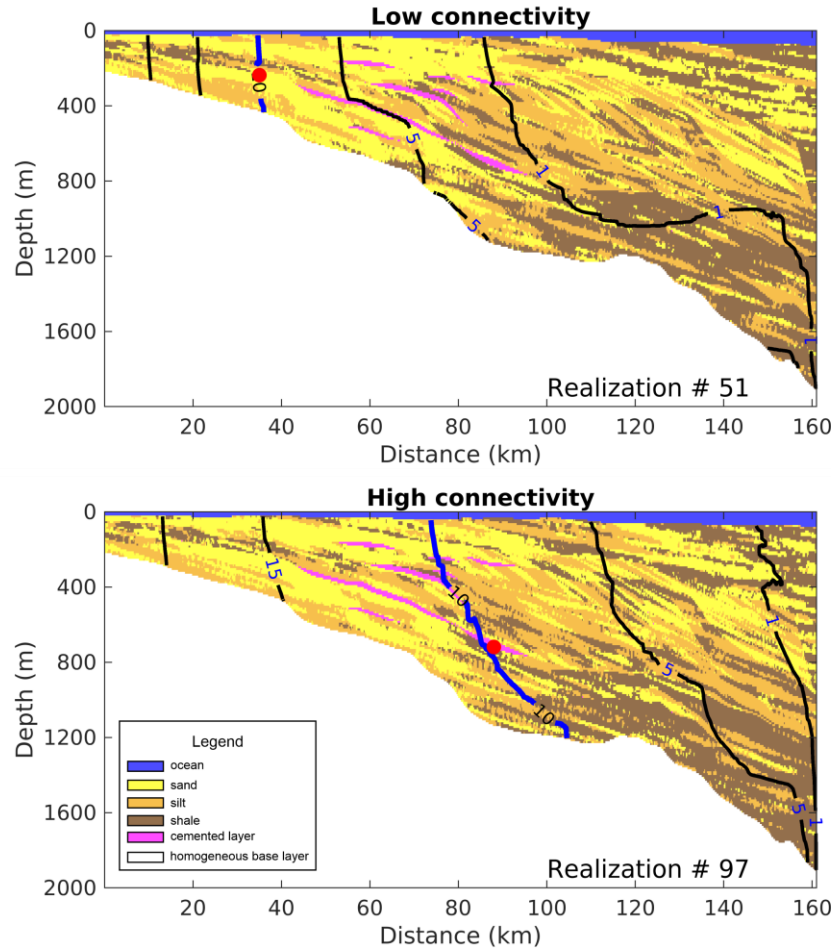 Low connectivity
0
400
800
1200
1600
2000
Depth (m)
0
5
5
1
1
1
Realization # 51
20
40
60
80
100
120
140
160
Distance (km)
High connectivity
0
400
800
1200
1600
2000
Depth (m)
15
10
10
5
1
5
1
Legend
ocean
sand
silt
shale
cemented layer
homogeneous base layer
Realization # 97
20
40
60
80
100
120
140
160
Distance (km)